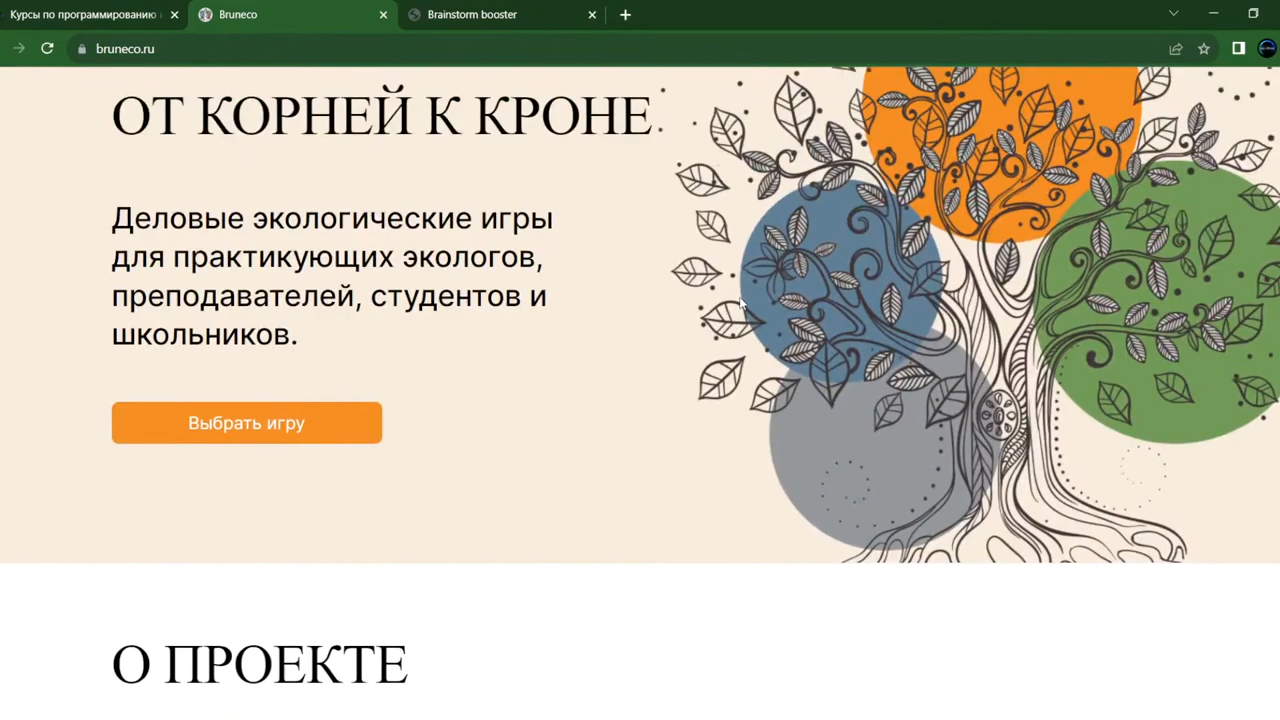 Курсы по программированию
Bruneco
Brainstorm booster
bruneco.ru
ОТ КОРНЕЙ К КРОНЕ
Деловые экологические игры
для практикующих экологов,
преподавателей, студентов и
школьников.
Выбрать игру
О ПРОЕКТЕ